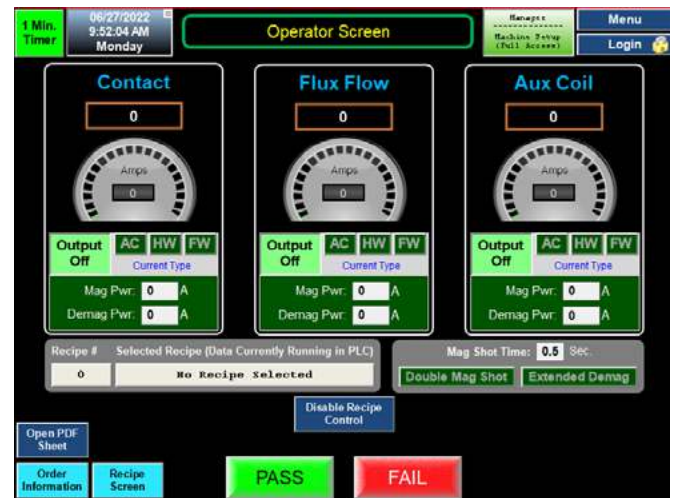 1 Min.
Timer
06/27/2022
9:52:04 AM
Monday
Operator Screen
Manager
Machine Setup
(Full Access)
Menu
Login
Contact
0
Amps
0
Output
Off
AC HW FW
Current Type
Mag Pwr: 0 A
Demag Pwr: 0 A
Flux Flow
0
Amps
0
Output
Off
AC HW FW
Current Type
Mag Pwr: 0 A
Demag Pwr: 0 A
Aux Coil
0
Amps
0
Output
Off
AC HW FW
Current Type
Mag Pwr: 0 A
Demag Pwr: 0 A
Recipe # Selected Recipe (Data Currently Running in PLC)
0 No Recipe Selected
Mag Shot Time: 0.5 Sec.
Double Mag Shot Extended Demag
Disable Recipe
Control
Open PDF
Sheet
Order
Information
Recipe
Screen
PASS
FAIL